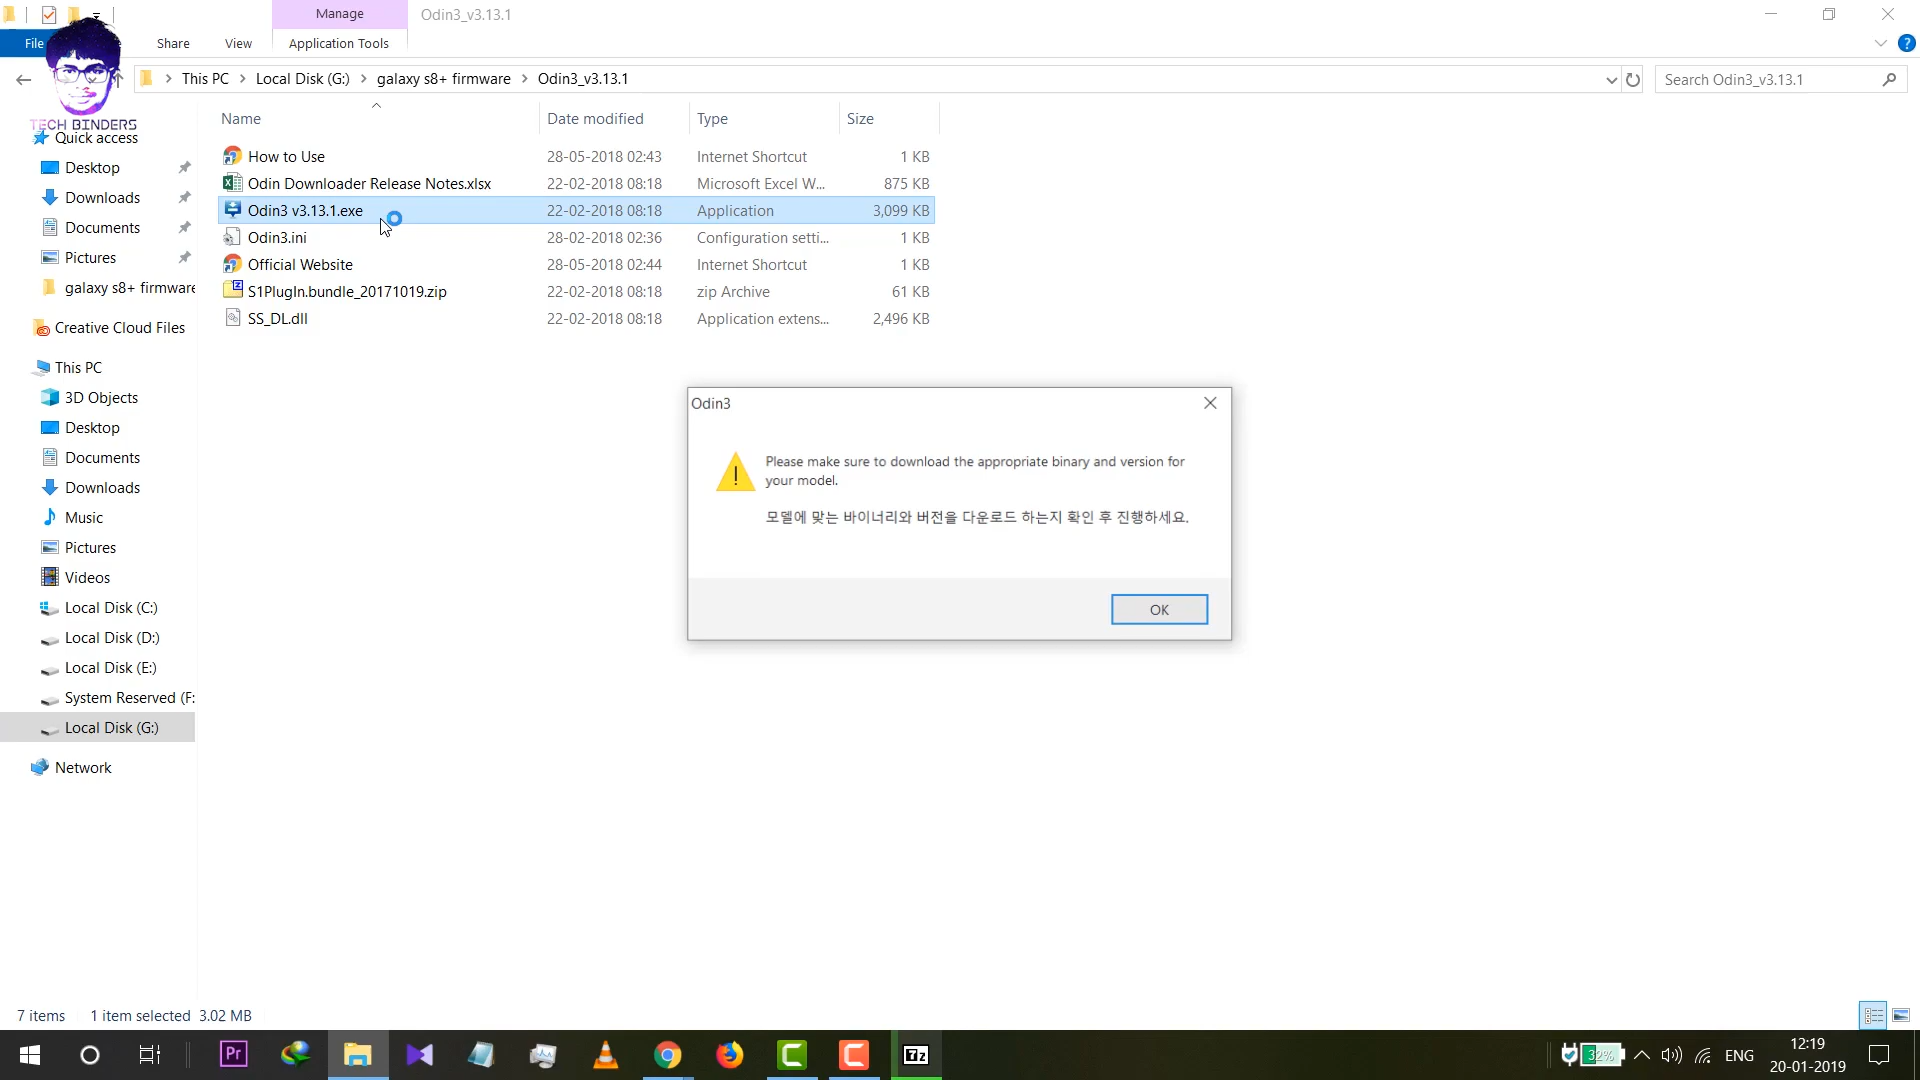 Manage
Odin3_v3.13.1
File
Share
View
Application Tools
This PC
Local Disk (G:)
galaxy s8+ firmware
Odin3_v3.13.1
Search Odin3_v3.13.1
TECH BINDERS
Name
Date modified
Type
Size
How to Use
28-05-2018 02:43
Internet Shortcut
1 KB
Odin Downloader Release Notes.xlsx
22-02-2018 08:18
Microsoft Excel W...
875 KB
Odin3 v3.13.1.exe
22-02-2018 08:18
Application
3,099 KB
Odin3.ini
28-02-2018 02:36
Configuration setti...
1 KB
Official Website
28-05-2018 02:44
Internet Shortcut
1 KB
S1PlugIn.bundle_20171019.zip
22-02-2018 08:18
zip Archive
61 KB
SS_DL.dll
22-02-2018 08:18
Application extens...
2,496 KB
Quick access
Desktop
Downloads
Documents
Pictures
galaxy s8+ firmware
Creative Cloud Files
This PC
3D Objects
Desktop
Documents
Downloads
Music
Pictures
Videos
Local Disk (C:)
Local Disk (D:)
Local Disk (E:)
System Reserved (F:
Local Disk (G:)
Network
Odin3
Please make sure to download the appropriate binary and version for
your model.
모델에 맞는 바이너리와 버전을 다운로드 하는지 확인 후 진행하세요.
OK
7 items
1 item selected 3.02 MB
Pr
7z
32%
ENG
12:19
20-01-2019